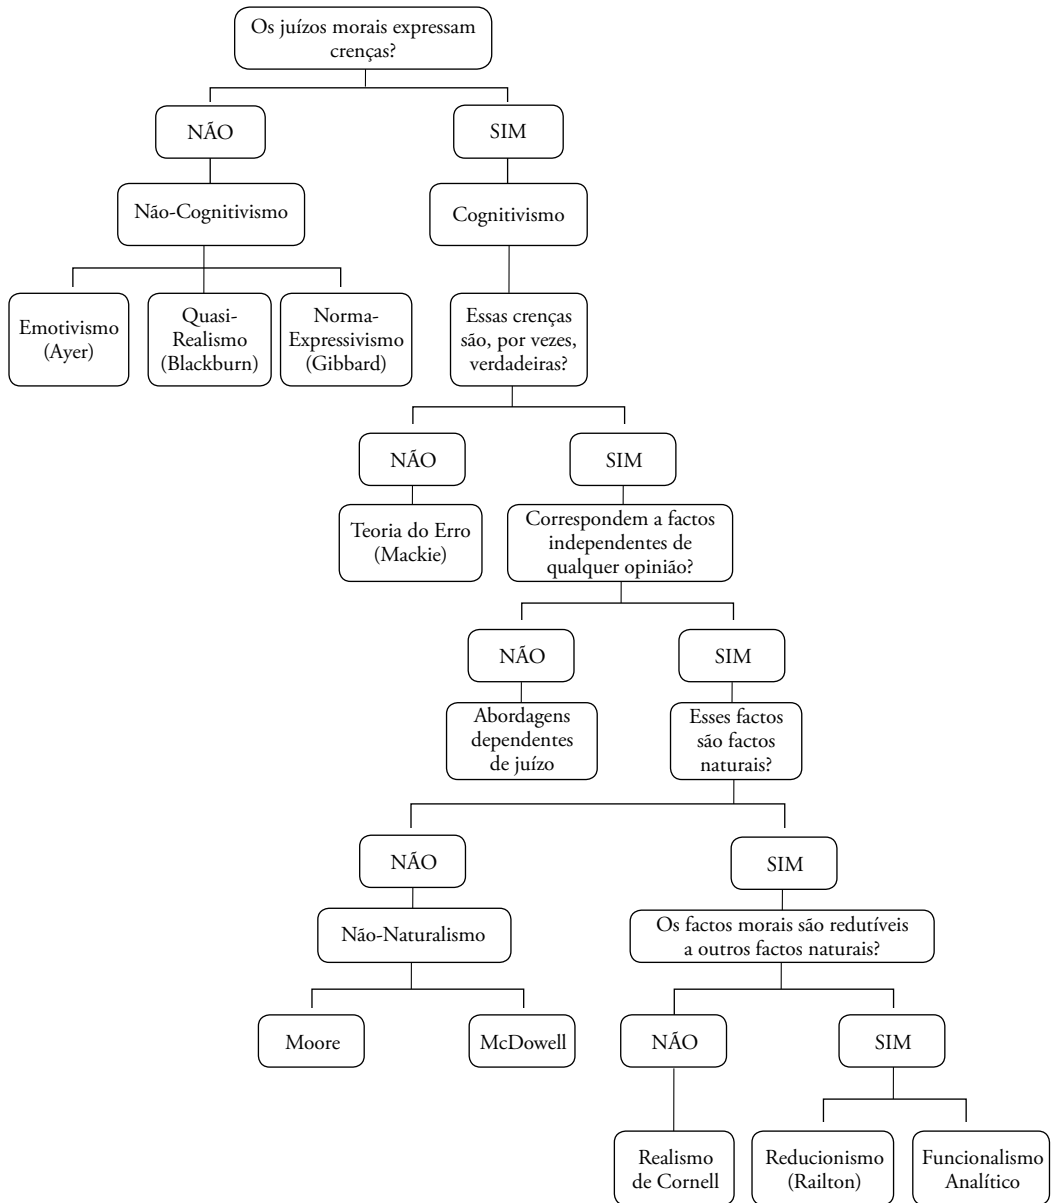 Os juízos morais expressam
crenças?
NÃO
SIM
Não-Cognitivismo
Cognitivismo
Emotivismo
(Ayer)
Quasi-
Realismo
(Blackburn)
Norma-
Expressivismo
(Gibbard)
Essas crenças
são, por vezes,
verdadeiras?
NÃO
SIM
Teoria do Erro
(Mackie)
Correspondem a factos
independentes de
qualquer opinião?
NÃO
SIM
Abordagens
dependentes
de juízo
Esses factos
são factos
naturais?
NÃO
SIM
Não-Naturalismo
Os factos morais são redutíveis
a outros factos naturais?
Moore
McDowell
NÃO
SIM
Realismo
de Cornell
Reducionismo
(Railton)
Funcionalismo
Analítico